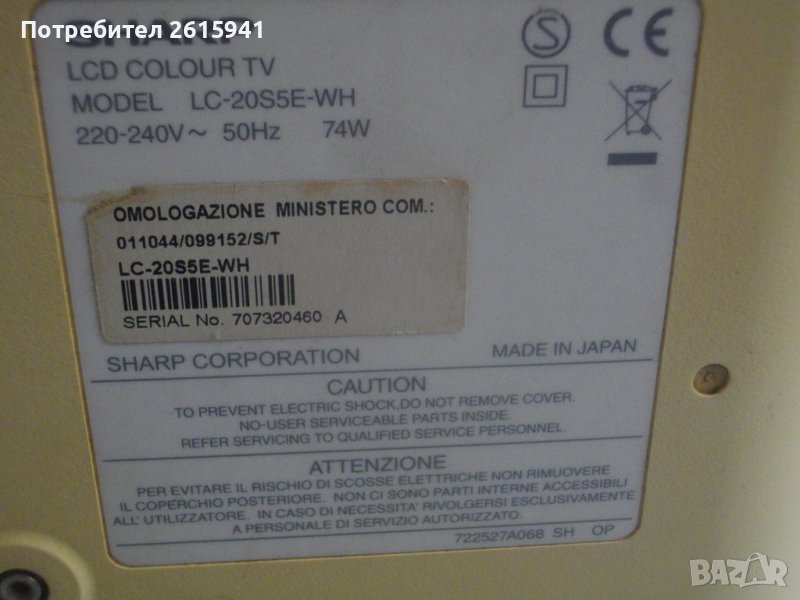 Потребител 2615941
SHARP
LCD COLOUR TV
MODEL LC-20S5E-WH
220-240V~ 50Hz 74W
S
CE
OMOLOGAZIONE MINISTERO COM.:
011044/099152/S/T
LC-20S5E-WH
SERIAL No. 707320460 A
SHARP CORPORATION MADE IN JAPAN
CAUTION
TO PREVENT ELECTRIC SHOCK,DO NOT REMOVE COVER.
NO-USER SERVICEABLE PARTS INSIDE.
REFER SERVICING TO QUALIFIED SERVICE PERSONNEL.
ATTENZIONE
PER EVITARE IL RISCHIO DI SCOSSE ELETTRICHE NON RIMUOVERE
IL COPERCHIO POSTERIORE. NON CI SONO PARTI INTERNE ACCESSIBILI
ALL' UTILIZZATORE. IN CASO DI NECESSITA' RIVOLGERSI ESCLUSIVAMENTE
A PERSONALE DI SERVIZIO AUTORIZZATO.
722527A068 SH OP
BAZAR